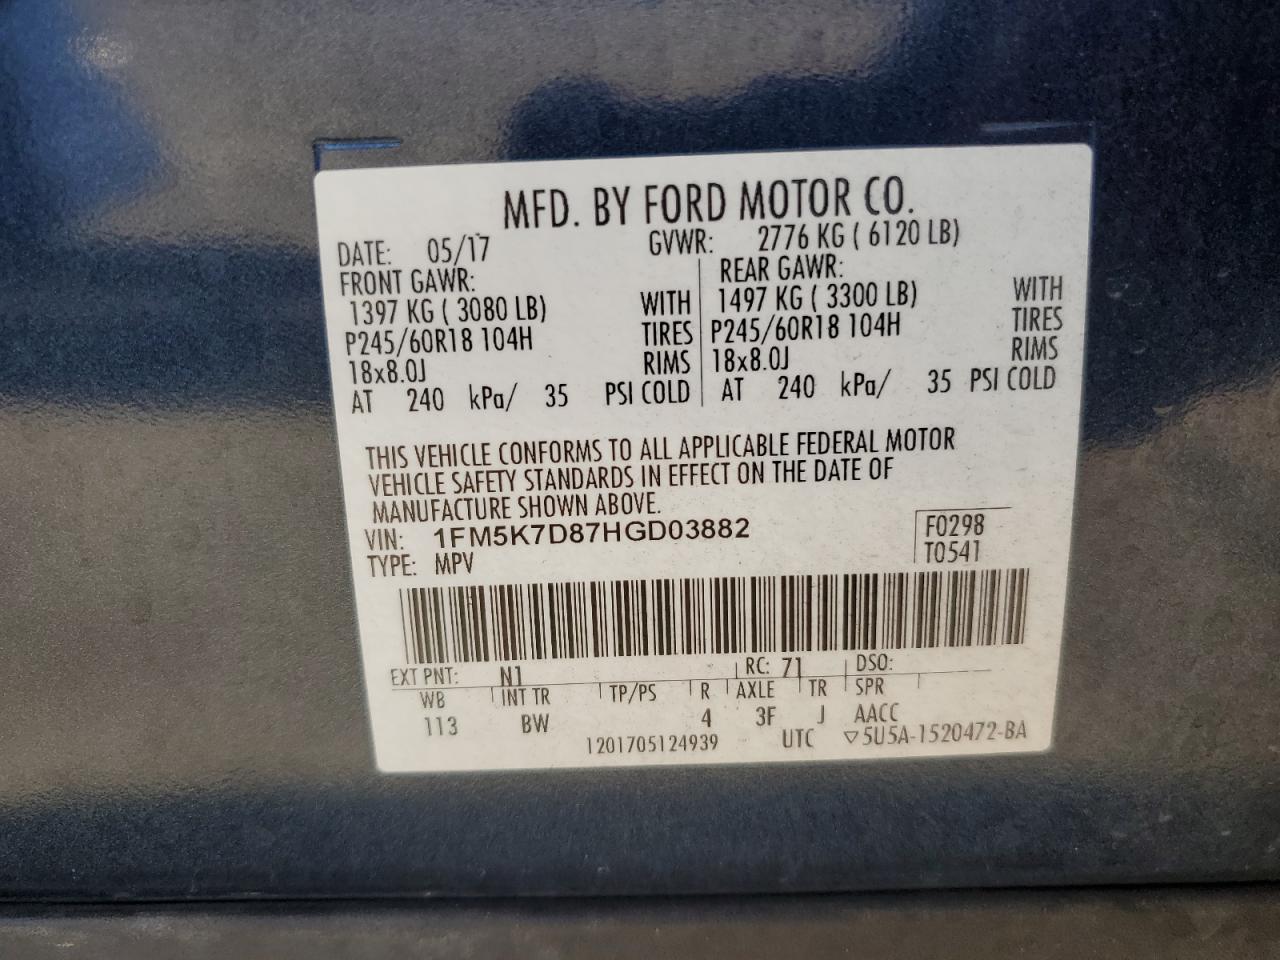 MFD. BY FORD MOTOR CO.
DATE: 05/17 GVWR: 2776 KG ( 6120 LB)
FRONT GAWR: REAR GAWR:
1397 KG ( 3080 LB) WITH 1497 KG ( 3300 LB) WITH
P245/60R18 104H TIRES P245/60R18 104H TIRES
18x8.0J RIMS 18x8.0J RIMS
AT 240 kPa/ 35 PSI COLD AT 240 kPa/ 35 PSI COLD
THIS VEHICLE CONFORMS TO ALL APPLICABLE FEDERAL MOTOR
VEHICLE SAFETY STANDARDS IN EFFECT ON THE DATE OF
MANUFACTURE SHOWN ABOVE.
VIN: 1FM5K7D87HGD03882 F0298
TYPE: MPV T0541
EXT PNT: N1 RC: 71 DSO:
WB INT TR TP/PS R AXLE TR SPR
113 BW 4 3F J AACC
1201705124939 UTC ▽5U5A-1520472-BA